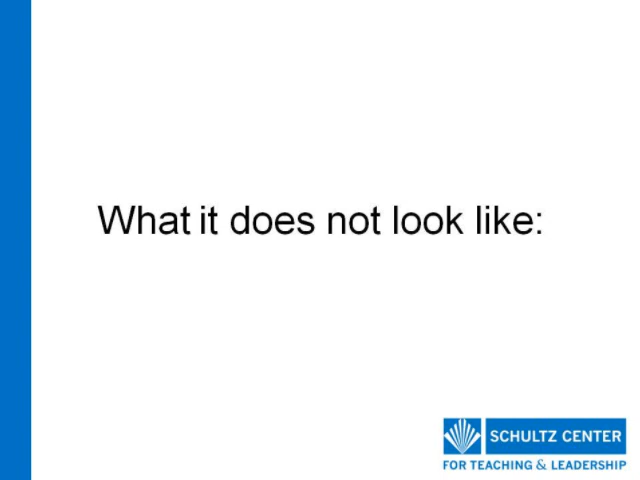 What it does not look like:
SCHULTZ CENTER
FOR TEACHING & LEADERSHIP